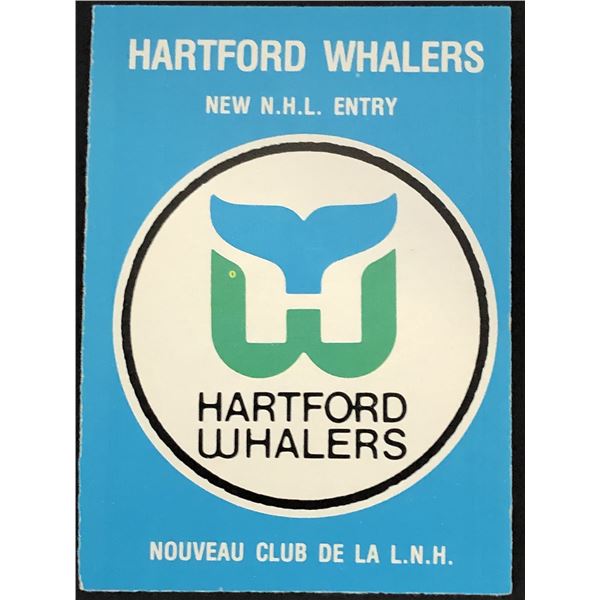 HARTFORD WHALERS
NEW N.H.L. ENTRY
HARTFORD
WHALERS
NOUVEAU CLUB DE LA L.N.H.